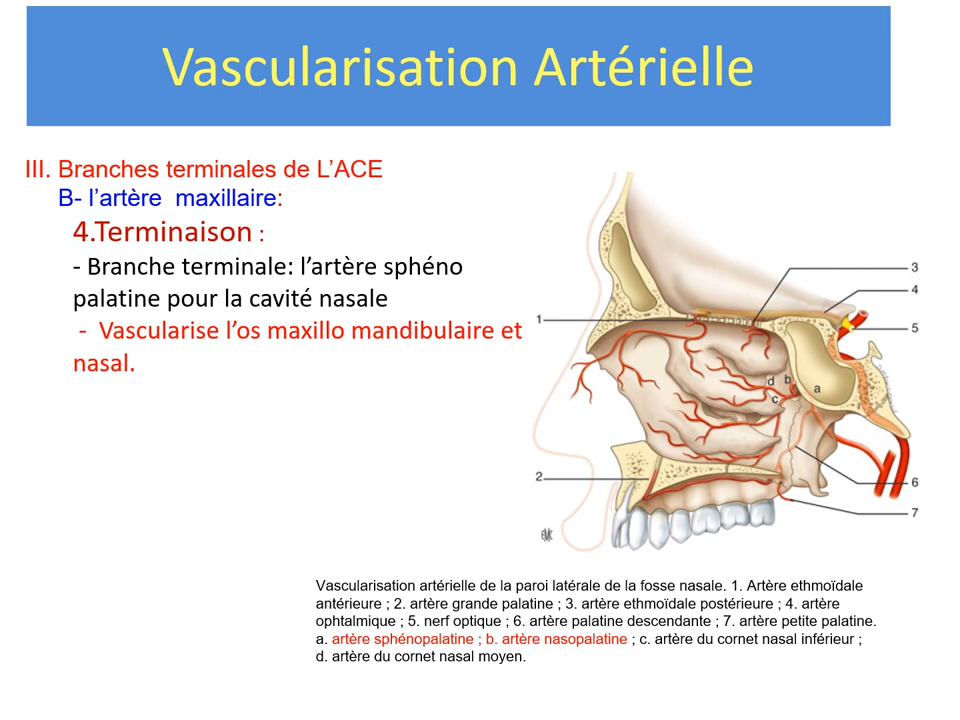 Vascularisation Artérielle
III. Branches terminales de L’ACE
B- l’artère maxillaire:
4.Terminaison :
- Branche terminale: l’artère sphéno
palatine pour la cavité nasale
- Vascularise l’os maxillo mandibulaire et
nasal.
3
4
1
5
d b a
c
2
6
7
EMC
Vascularisation artérielle de la paroi latérale de la fosse nasale. 1. Artère ethmoïdale
antérieure ; 2. artère grande palatine ; 3. artère ethmoïdale postérieure ; 4. artère
ophtalmique ; 5. nerf optique ; 6. artère palatine descendante ; 7. artère petite palatine.
a. artère sphénopalatine ; b. artère nasopalatine ; c. artère du cornet nasal inférieur ;
d. artère du cornet nasal moyen.